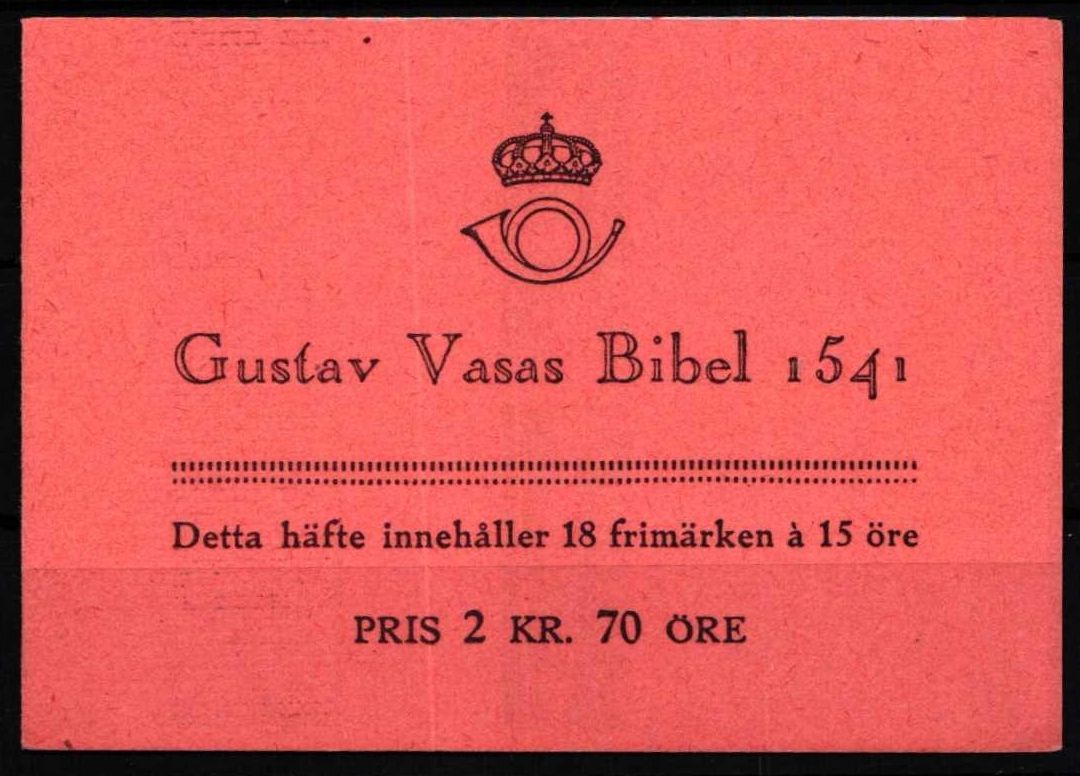 Gustav Vasas Bibel 1541
Detta häfte innehåller 18 frimärken à 15 öre
PRIS 2 KR. 70 ÖRE